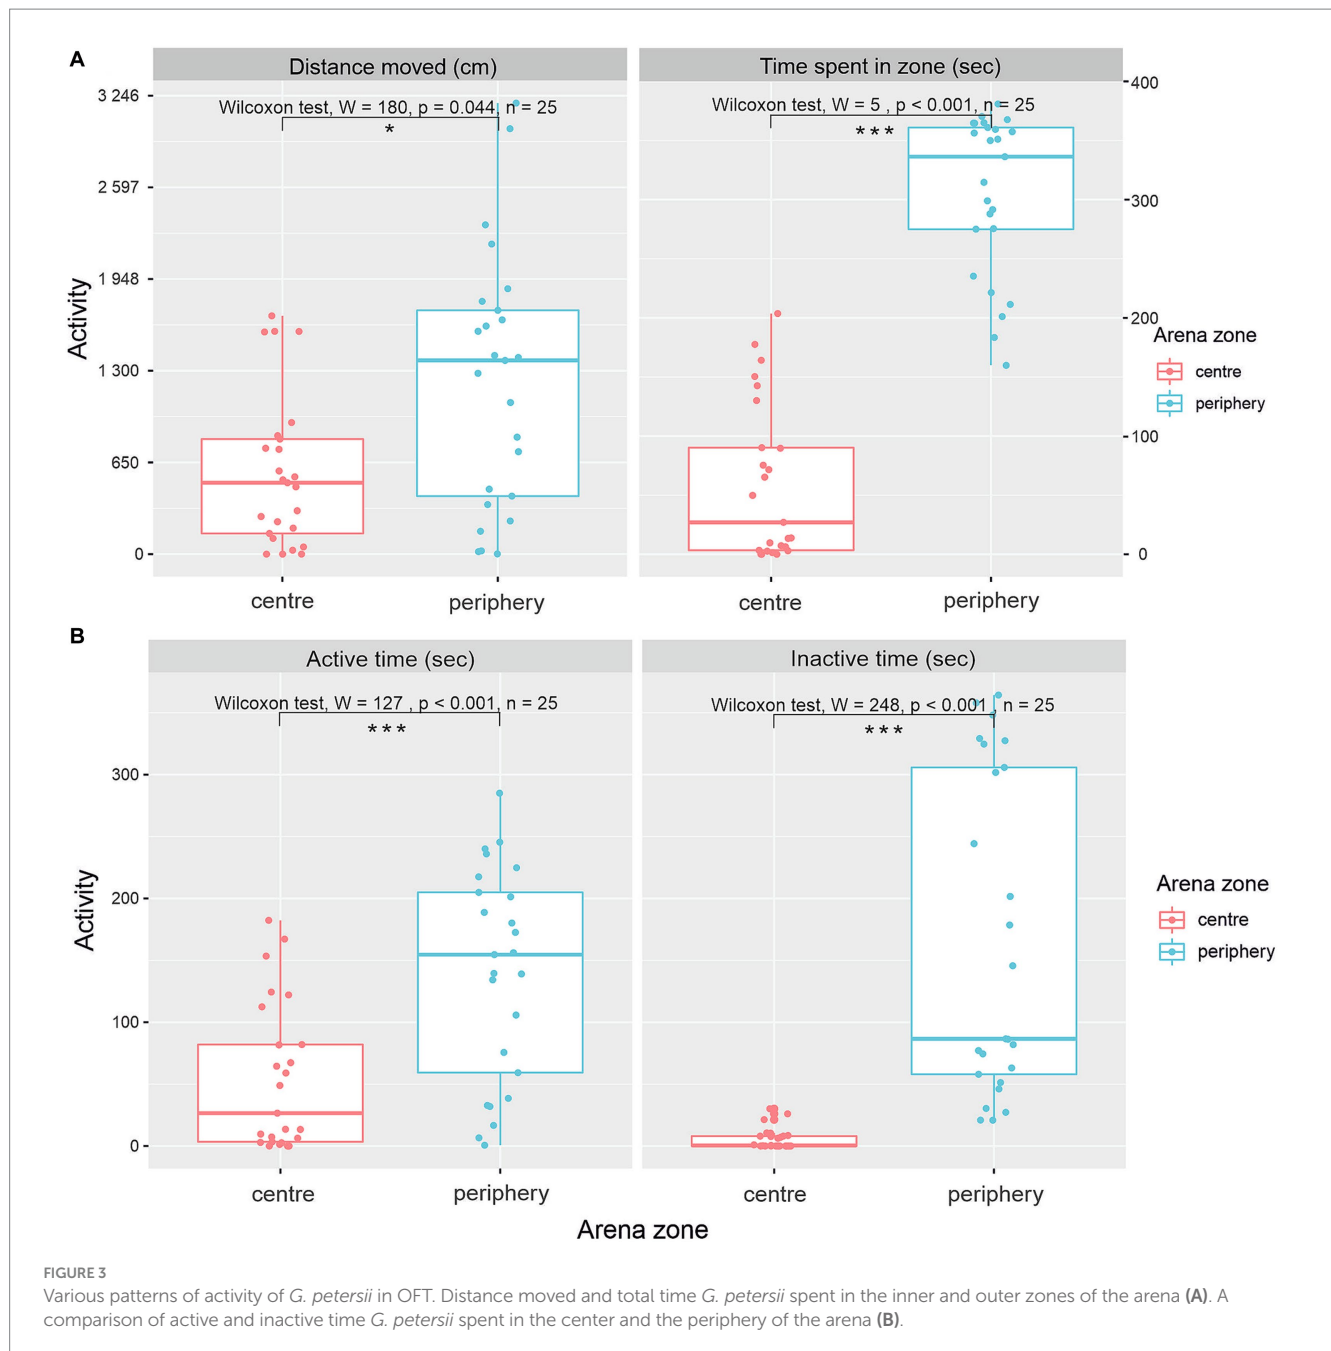 A
Distance moved (cm)
Time spent in zone (sec)
Wilcoxon test, W = 180, p = 0.044, n = 25
*
Wilcoxon test, W = 5 , p < 0.001, n = 25
***
3 246
2 597
1 948
1 300
650
0
Activity
400
300
200
100
0
centre
periphery
centre
periphery
Arena zone
centre
periphery
B
Active time (sec)
Inactive time (sec)
Wilcoxon test, W = 127 , p < 0.001, n = 25
***
Wilcoxon test, W = 248, p < 0.001 , n = 25
***
300
200
100
0
Activity
centre
periphery
centre
periphery
Arena zone
Arena zone
centre
periphery
FIGURE 3
Various patterns of activity of G. petersii in OFT. Distance moved and total time G. petersii spent in the inner and outer zones of the arena (A). A
comparison of active and inactive time G. petersii spent in the center and the periphery of the arena (B).